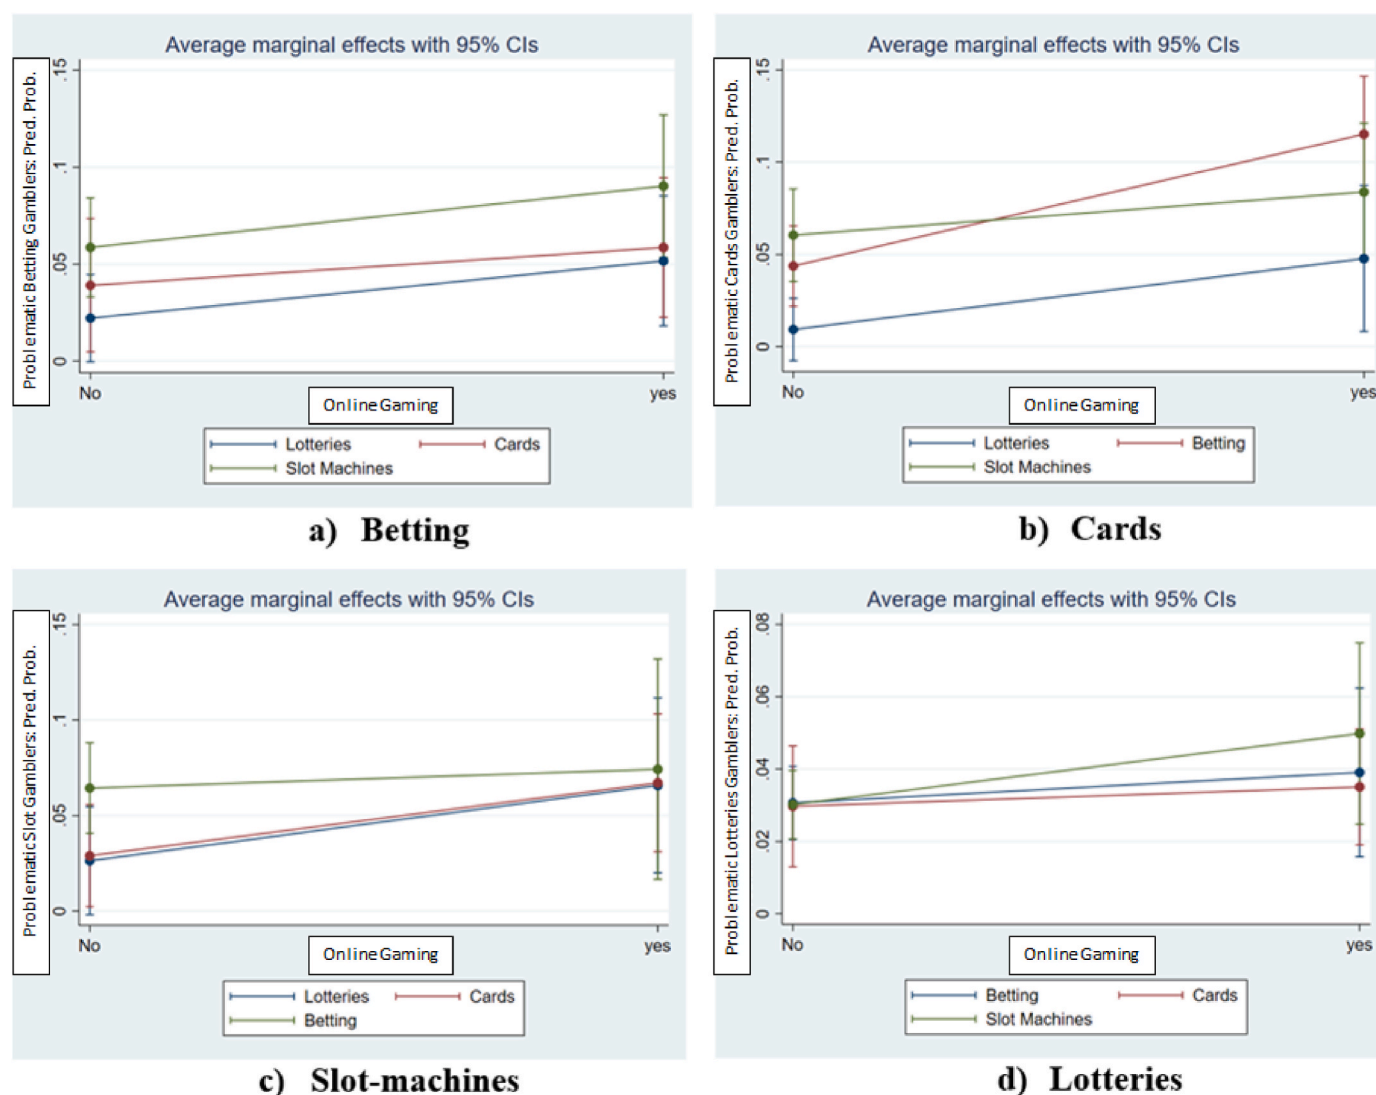 Average marginal effects with 95% CIs
Problematic Betting Gamblers: Pred. Prob.
.15
.1
.05
0
No
yes
Online Gaming
Lotteries
Cards
Slot Machines
a) Betting
Average marginal effects with 95% CIs
Problematic Cards Gamblers: Pred. Prob.
.15
.1
.05
0
No
yes
Online Gaming
Lotteries
Betting
Slot Machines
b) Cards
Average marginal effects with 95% CIs
Problematic Slot Gamblers: Pred. Prob.
.15
.1
.05
0
No
yes
Online Gaming
Lotteries
Cards
Betting
c) Slot-machines
Average marginal effects with 95% CIs
Problematic Lotteries Gamblers: Pred. Prob.
.08
.06
.04
.02
0
No
yes
Online Gaming
Betting
Cards
Slot Machines
d) Lotteries